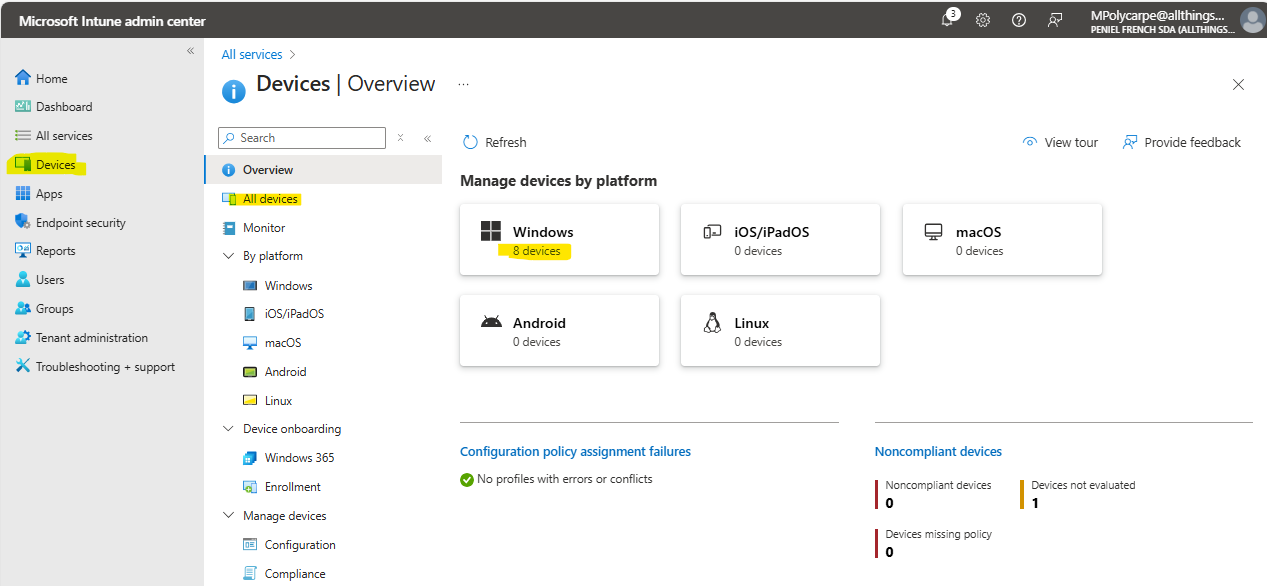 Microsoft Intune admin center
3
MPolycarpe@allthings...
PENIEL FRENCH SDA (ALLTHINGS...
«
Home
Dashboard
All services
Devices
Apps
Endpoint security
Reports
Users
Groups
Tenant administration
Troubleshooting + support
All services >
Devices | Overview ...
Search
«
Overview
All devices
Monitor
By platform
Windows
iOS/iPadOS
macOS
Android
Linux
Device onboarding
Windows 365
Enrollment
Manage devices
Configuration
Compliance
Refresh
View tour
Provide feedback
Manage devices by platform
Windows
8 devices
iOS/iPadOS
0 devices
macOS
0 devices
Android
0 devices
Linux
0 devices
Configuration policy assignment failures
No profiles with errors or conflicts
Noncompliant devices
Noncompliant devices
0
Devices not evaluated
1
Devices missing policy
0